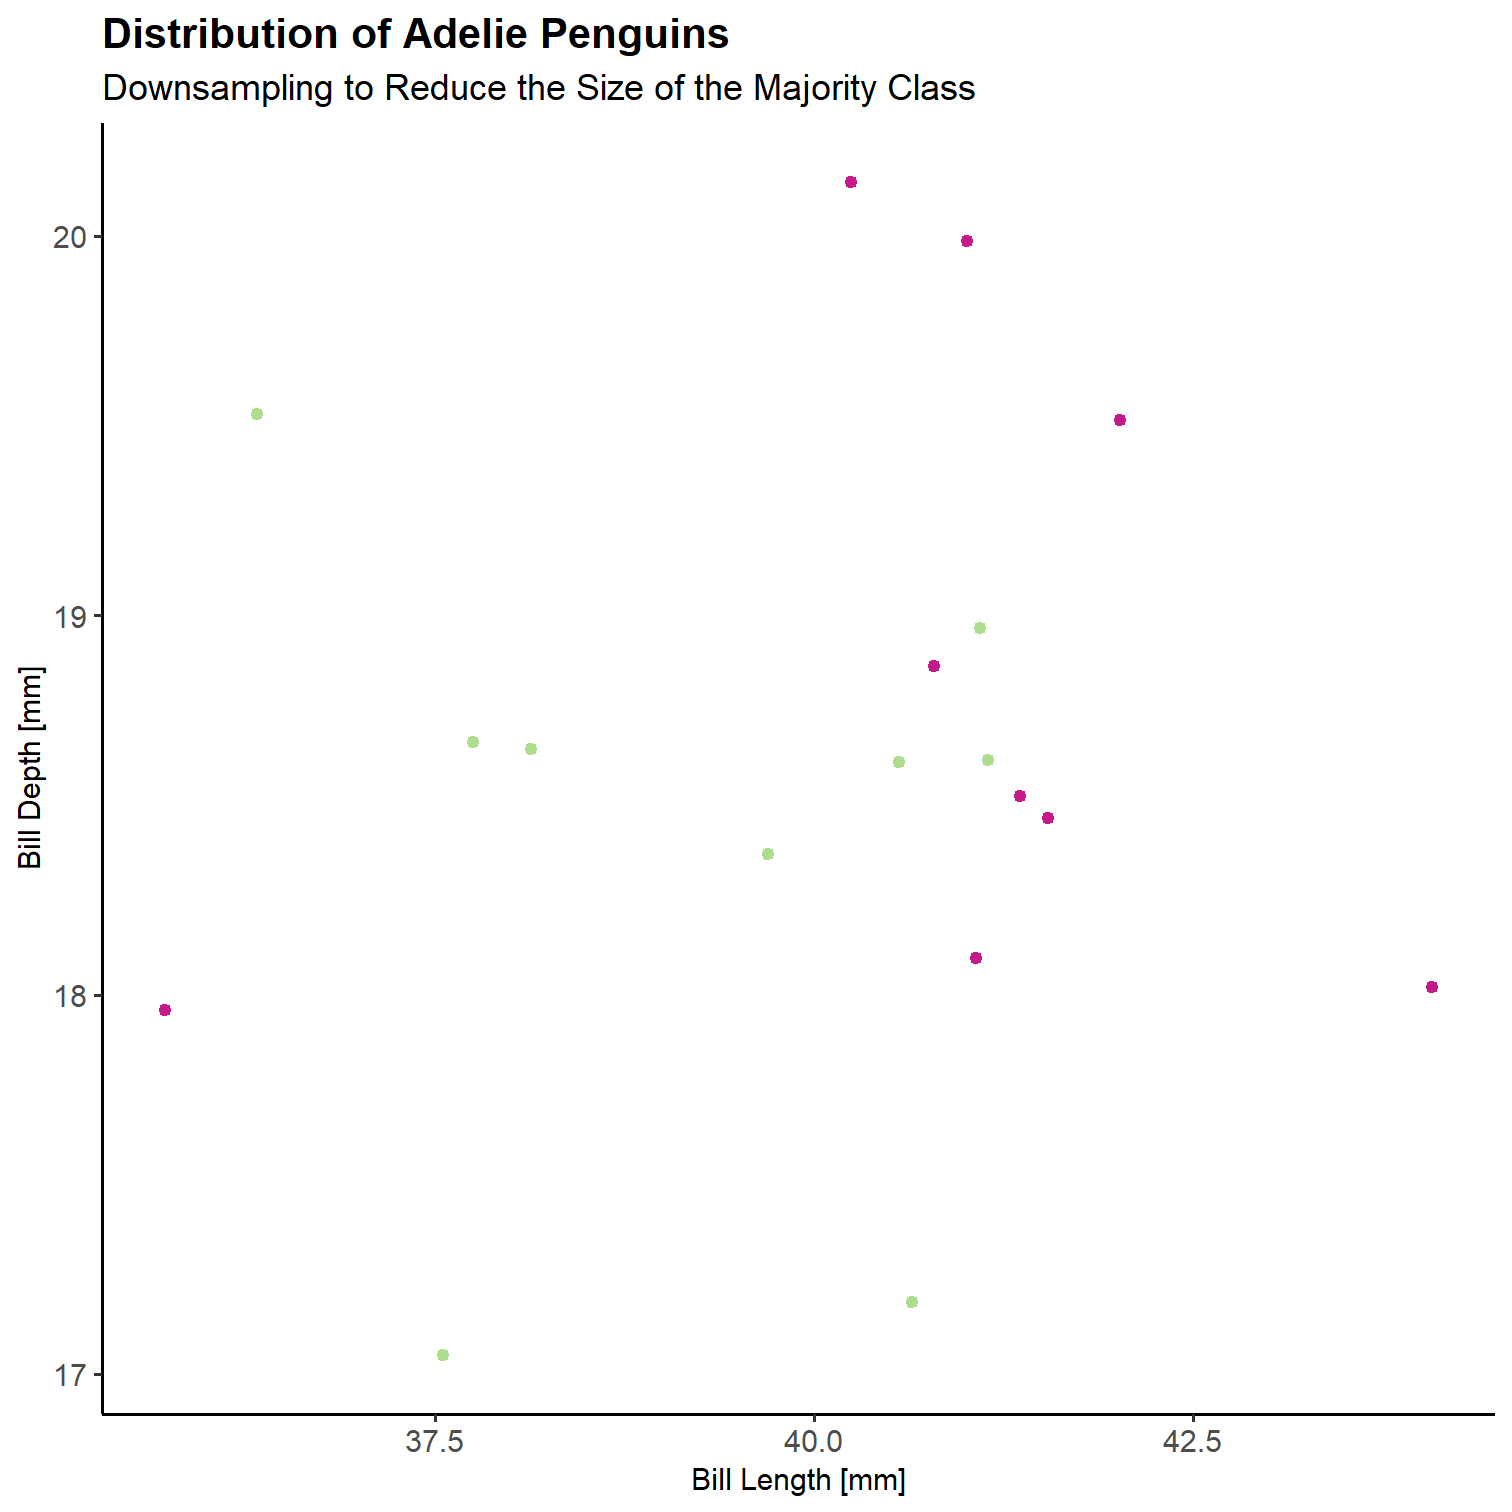 Distribution of Adelie Penguins
Downsampling to Reduce the Size of the Majority Class
20
19
18
17
Bill Depth [mm]
37.5 40.0 42.5
Bill Length [mm]